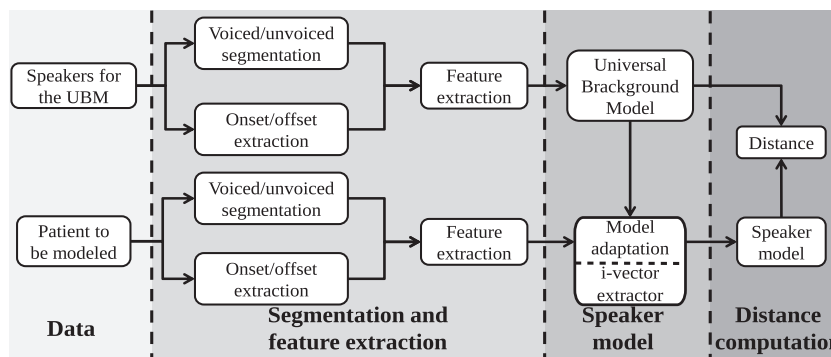 Voiced/unvoiced
segmentation
Speakers for
the UBM
Feature
extraction
Universal
Brackground
Model
Onset/offset
extraction
Distance
Voiced/unvoiced
segmentation
Patient to
be modeled
Feature
extraction
Model
adaptation
i-vector
extractor
Speaker
model
Onset/offset
extraction
Data
Segmentation and
feature extraction
Speaker
model
Distance
computation